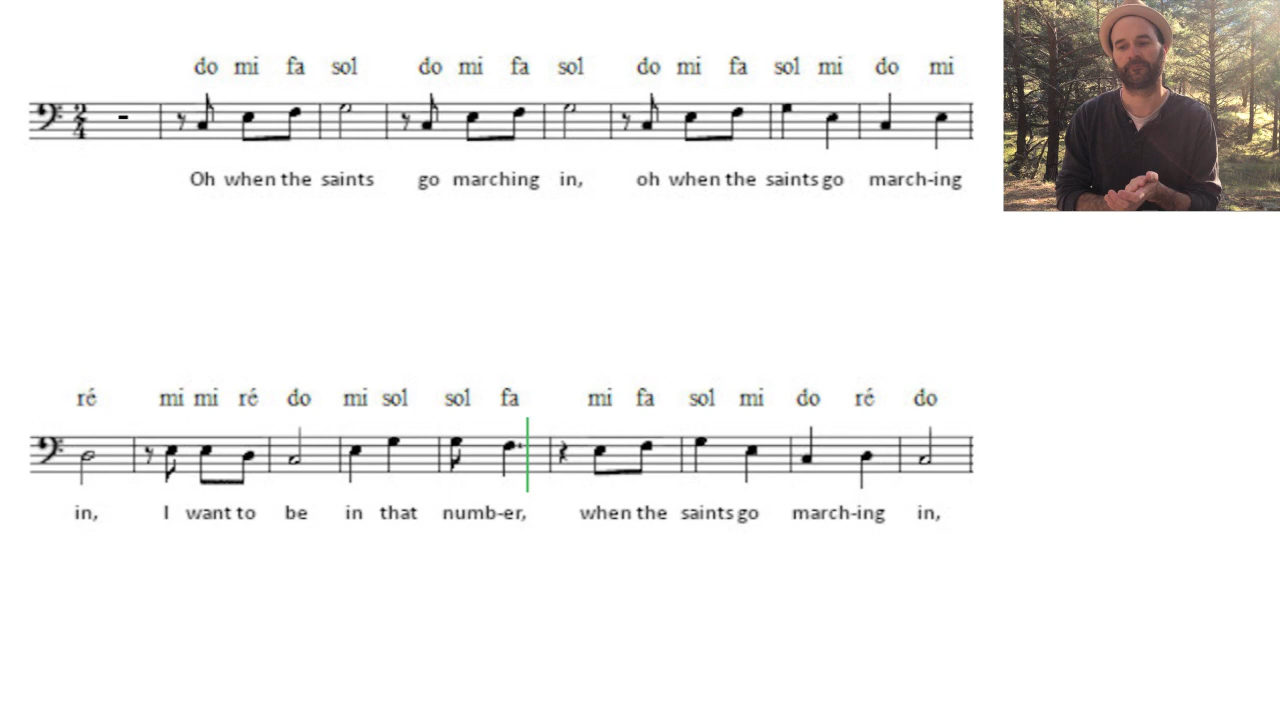 do mi fa sol do mi fa sol do mi fa sol mi do mi
2
4
Oh when the saints go marching in, oh when the saints go march-ing
ré mi mi ré do mi sol sol fa mi fa sol mi do ré do
in, I want to be in that numb-er, when the saints go march-ing in,